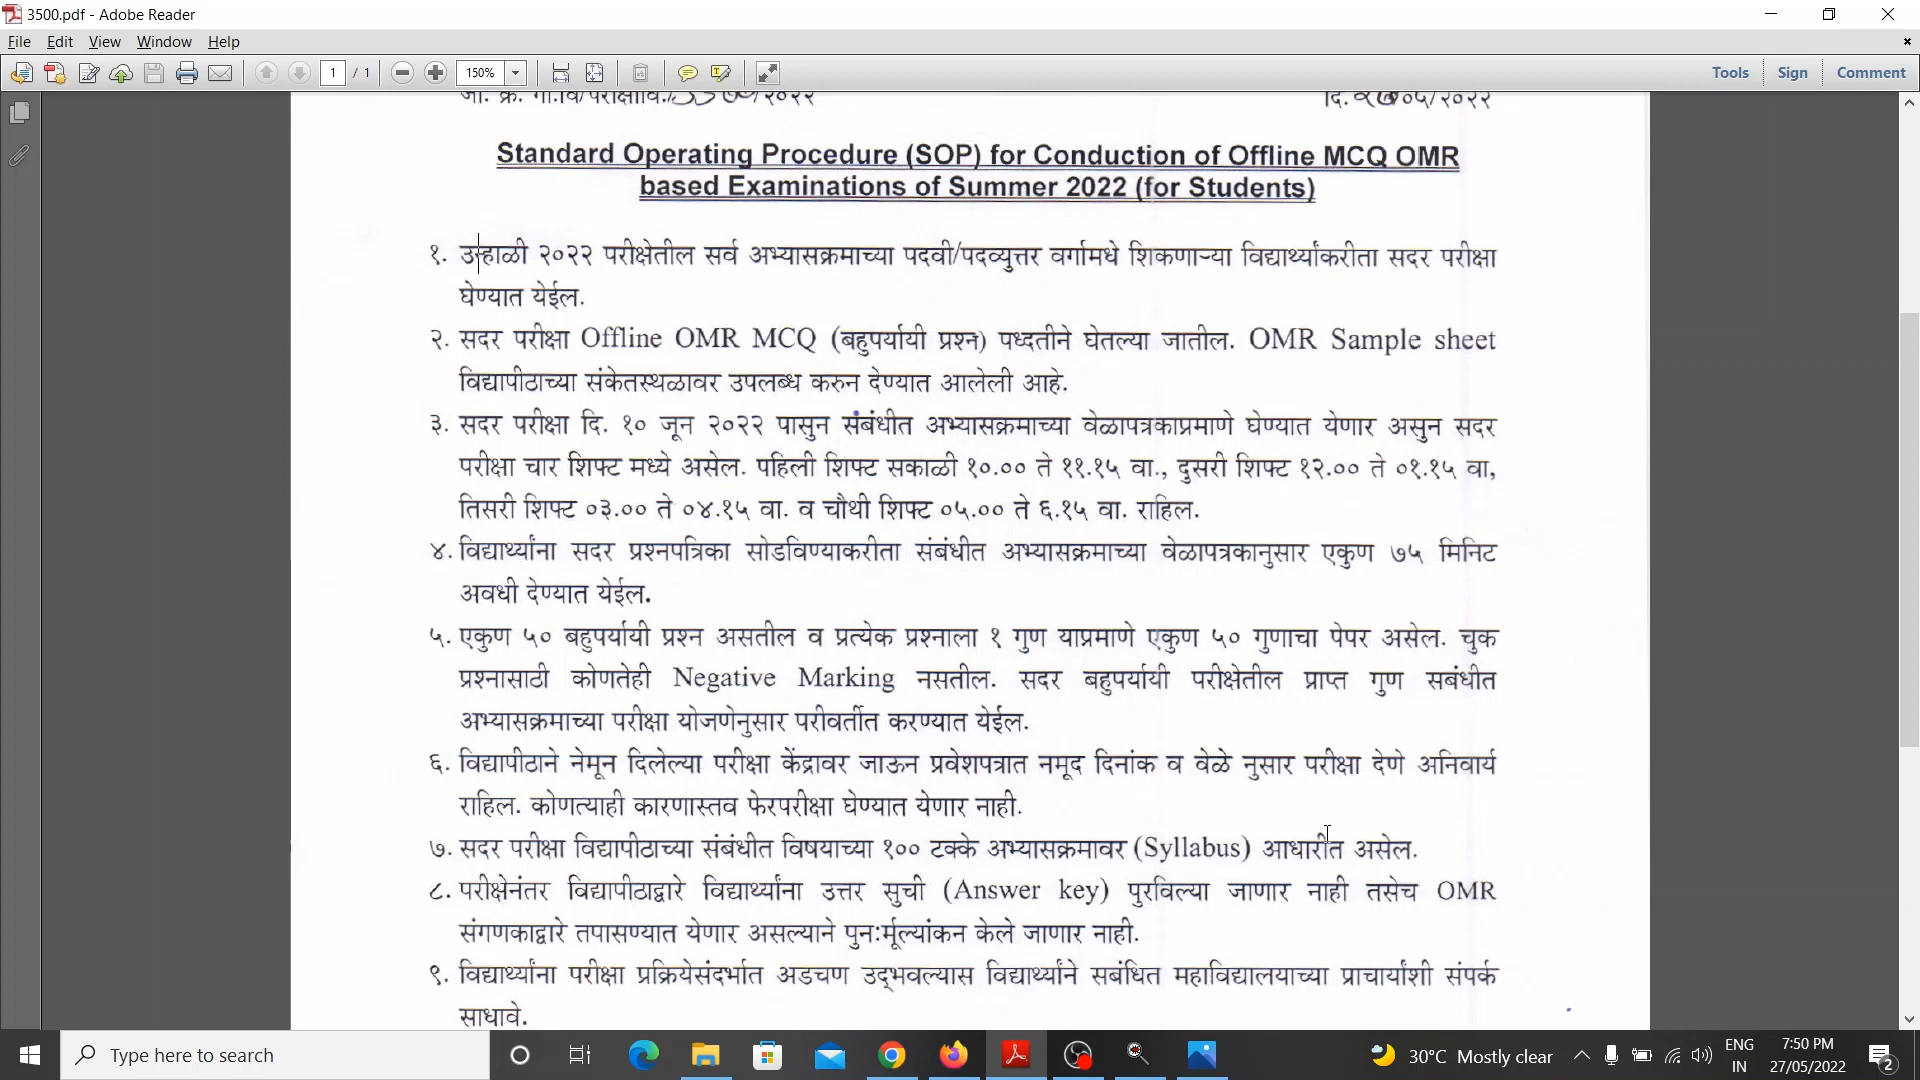 3500.pdf - Adobe Reader
File Edit View Window Help
1 / 1 150% Tools Sign Comment
जा. क्र. गों.वि/परीक्षावि./ /२०२२ दि. /०५/२०२२
Standard Operating Procedure (SOP) for Conduction of Offline MCQ OMR
based Examinations of Summer 2022 (for Students)
१. उन्हाळी २०२२ परीक्षेतील सर्व अभ्यासक्रमाच्या पदवी/पदव्युत्तर वर्गामधे शिकणाऱ्या विद्यार्थ्यांकरीता सदर परीक्षा
घेण्यात येईल.
२. सदर परीक्षा Offline OMR MCQ (बहुपर्यायी प्रश्न) पध्दतीने घेतल्या जातील. OMR Sample sheet
विद्यापीठाच्या संकेतस्थळावर उपलब्ध करुन देण्यात आलेली आहे.
३. सदर परीक्षा दि. १० जून २०२२ पासुन संबंधीत अभ्यासक्रमाच्या वेळापत्रकाप्रमाणे घेण्यात येणार असुन सदर
परीक्षा चार शिफ्ट मध्ये असेल. पहिली शिफ्ट सकाळी १०.०० ते ११.१५ वा., दुसरी शिफ्ट १२.०० ते ०१.१५ वा,
तिसरी शिफ्ट ०३.०० ते ०४.१५ वा. व चौथी शिफ्ट ०५.०० ते ६.१५ वा. राहिल.
४. विद्यार्थ्यांना सदर प्रश्नपत्रिका सोडविण्याकरीता संबंधीत अभ्यासक्रमाच्या वेळापत्रकानुसार एकुण ७५ मिनिट
अवधी देण्यात येईल.
५. एकुण ५० बहुपर्यायी प्रश्न असतील व प्रत्येक प्रश्नाला १ गुण याप्रमाणे एकुण ५० गुणाचा पेपर असेल. चुक
प्रश्नासाठी कोणतेही Negative Marking नसतील. सदर बहुपर्यायी परीक्षेतील प्राप्त गुण सबंधीत
अभ्यासक्रमाच्या परीक्षा योजणेनुसार परीवर्तीत करण्यात येईल.
६. विद्यापीठाने नेमून दिलेल्या परीक्षा केंद्रावर जाऊन प्रवेशपत्रात नमूद दिनांक व वेळे नुसार परीक्षा देणे अनिवार्य
राहिल. कोणत्याही कारणास्तव फेरपरीक्षा घेण्यात येणार नाही.
७. सदर परीक्षा विद्यापीठाच्या संबंधीत विषयाच्या १०० टक्के अभ्यासक्रमावर (Syllabus) आधारीत असेल.
८. परीक्षेनंतर विद्यापीठाद्वारे विद्यार्थ्यांना उत्तर सुची (Answer key) पुरविल्या जाणार नाही तसेच OMR
संगणकाद्वारे तपासण्यात येणार असल्याने पुनःर्मूल्यांकन केले जाणार नाही.
९. विद्यार्थ्यांना परीक्षा प्रक्रियेसंदर्भात अडचण उद्भवल्यास विद्यार्थ्याने सबंधित महाविद्यालयाच्या प्राचार्यांशी संपर्क
साधावे.
Type here to search 30°C Mostly clear ENG IN 7:50 PM 27/05/2022 2